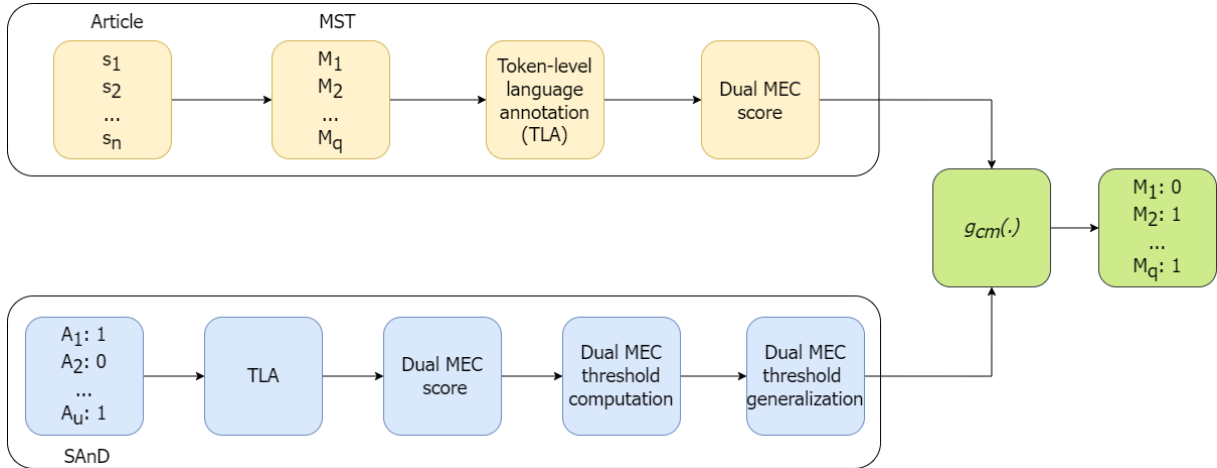 Article
s1
s2
...
sn
MST
M1
M2
...
Mq
Token-level
language
annotation
(TLA)
Dual MEC
score
gcm(.)
M1: 0
M2: 1
...
Mq: 1
A1: 1
A2: 0
...
Au: 1
SAnD
TLA
Dual MEC
score
Dual MEC
threshold
computation
Dual MEC
threshold
generalization